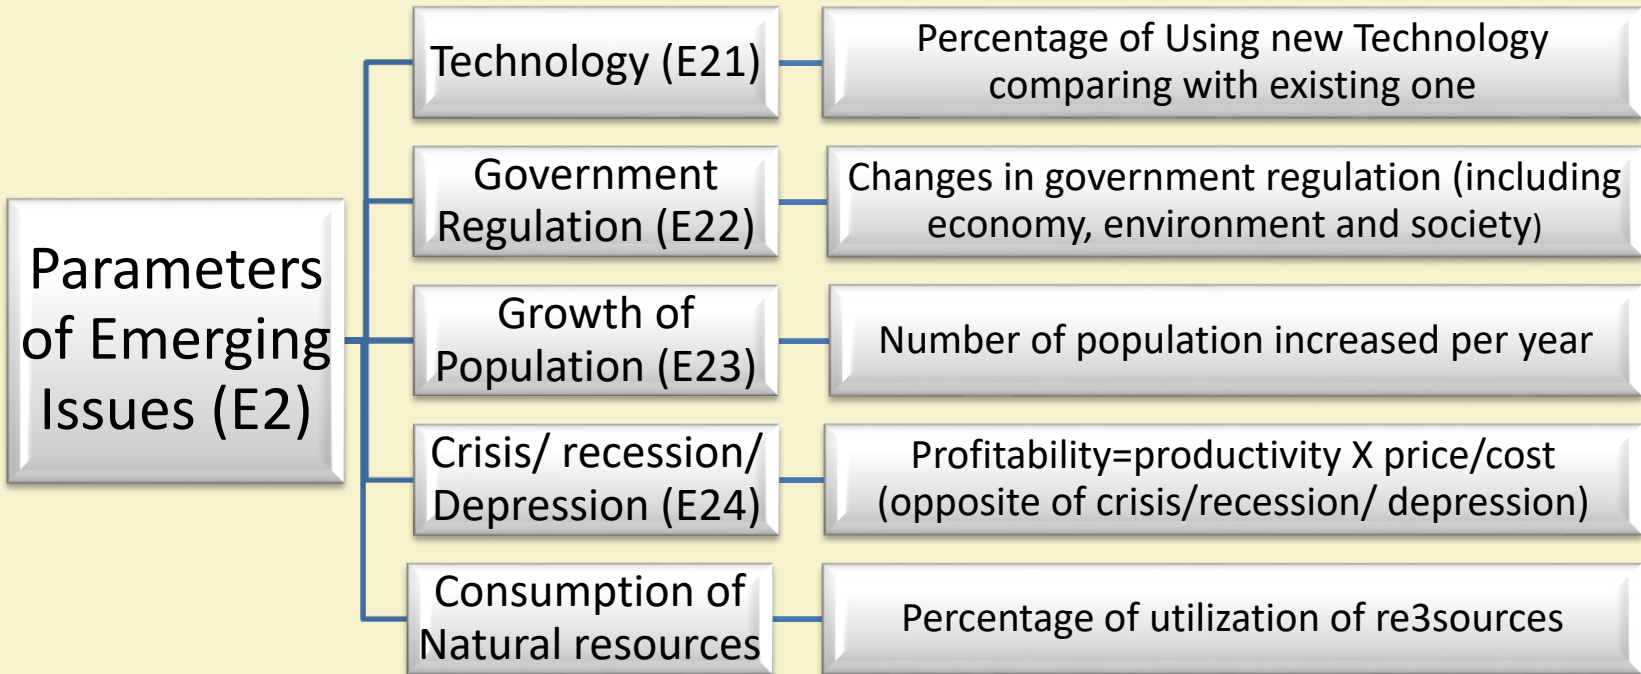 Parameters
of Emerging
Issues (E2)
Technology (E21)
Percentage of Using new Technology
comparing with existing one
Government
Regulation (E22)
Changes in government regulation (including
economy, environment and society)
Growth of
Population (E23)
Number of population increased per year
Crisis/ recession/
Depression (E24)
Profitability=productivity X price/cost
(opposite of crisis/recession/ depression)
Consumption of
Natural resources
Percentage of utilization of re3sources